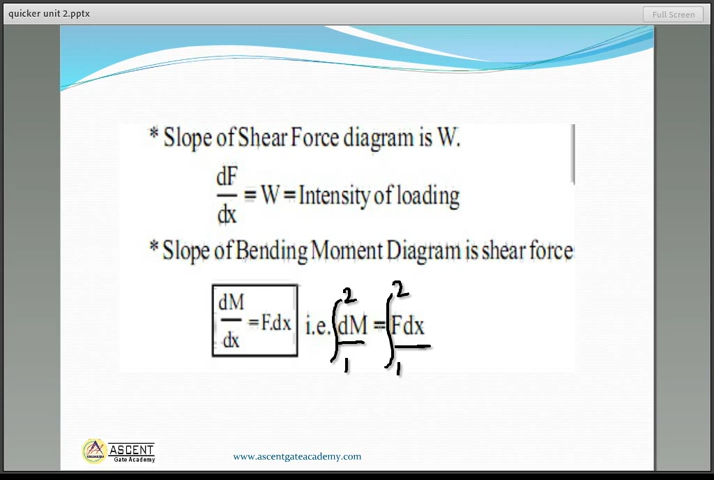 quicker unit 2.pptx
Full Screen
* Slope of Shear Force diagram is W.
dF/dx = W = Intensity of loading
* Slope of Bending Moment Diagram is shear force
dM/dx = F.dx i.e. ∫₁² dM = ∫₁² Fdx
ASCENT
Gate Academy
www.ascentgateacademy.com